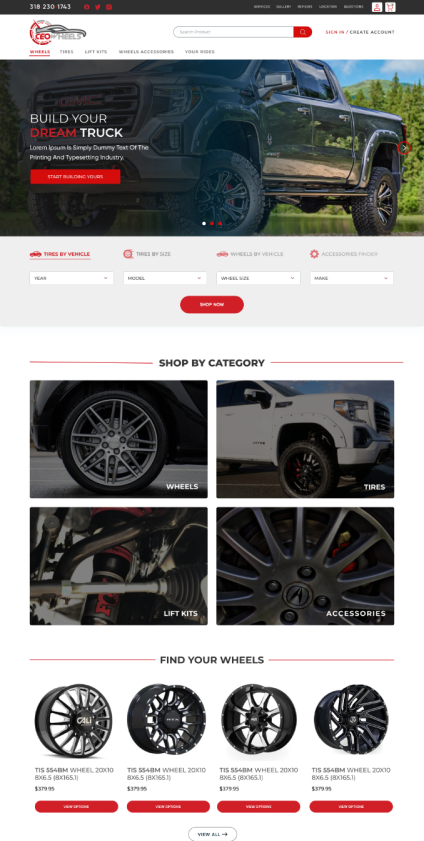 318 230 1743
SERVICES GALLERY REVIEWS LOCATION QUESTIONS
CEO WHEELS
Search Product
SIGN IN / CREATE ACCOUNT
WHEELS TIRES LIFT KITS WHEELS ACCESSORIES YOUR RIDES
BUILD YOUR
DREAM TRUCK
Lorem Ipsum Is Simply Dummy Text Of The
Printing And Typesetting Industry.
START BUILDING YOURS
TIRES BY VEHICLE TIRES BY SIZE WHEELS BY VEHICLE ACCESSORIES FINDER
YEAR MODEL WHEEL SIZE MAKE
SHOP NOW
SHOP BY CATEGORY
WHEELS
TIRES
LIFT KITS
ACCESSORIES
FIND YOUR WHEELS
CALI
TIS 554BM WHEEL 20X10
8X6.5 (8X165.1)
$379.95
VIEW OPTIONS
TIS 554BM WHEEL 20X10
8X6.5 (8X165.1)
$379.95
VIEW OPTIONS
TIS 554BM WHEEL 20X10
8X6.5 (8X165.1)
$379.95
VIEW OPTIONS
TIS 554BM WHEEL 20X10
8X6.5 (8X165.1)
$379.95
VIEW OPTIONS
VIEW ALL